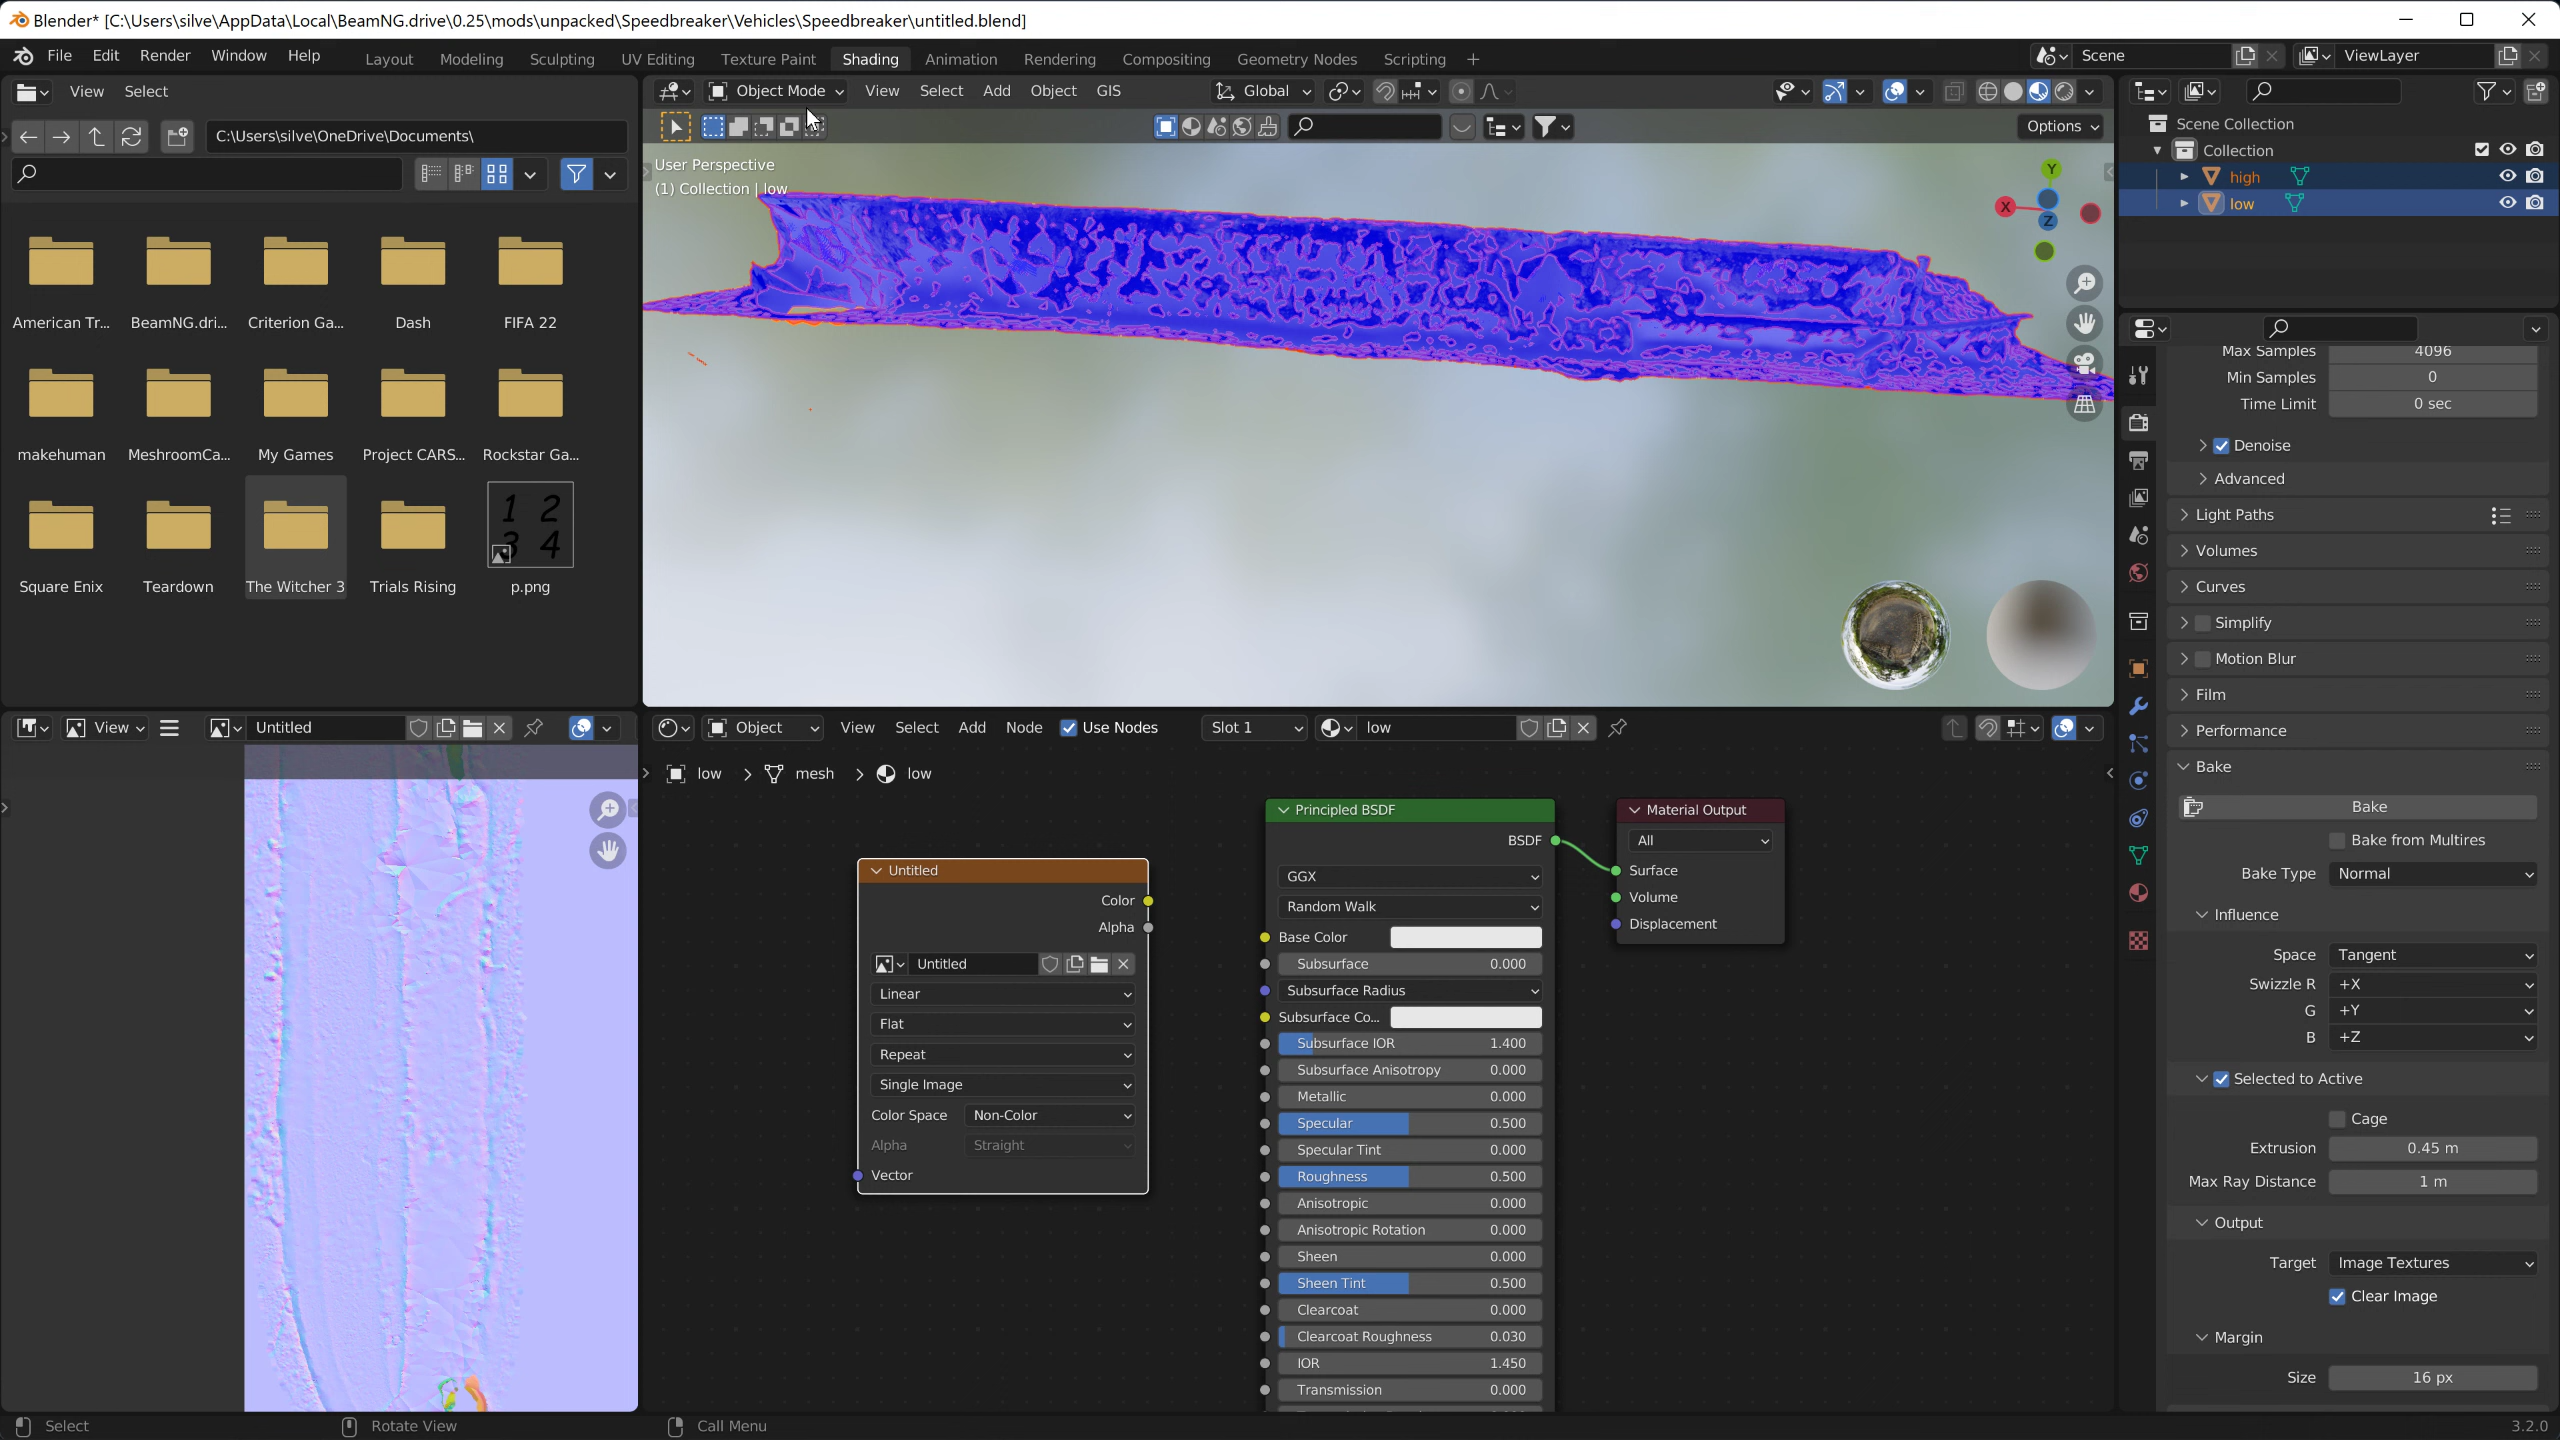 Blender* [C:\Users\silve\AppData\Local\BeamNG.drive\0.25\mods\unpacked\Speedbreaker\Vehicles\Speedbreaker\untitled.blend]
File Edit Render Window Help Layout Modeling Sculpting UV Editing Texture Paint Shading Animation Rendering Compositing Geometry Nodes Scripting + Scene ViewLayer
View Select
C:\Users\silve\OneDrive\Documents\
American Tr... BeamNG.dri... Criterion Ga... Dash FIFA 22
makehuman MeshroomCa... My Games Project CARS... Rockstar Ga...
1 2
3 4
Square Enix Teardown The Witcher 3 Trials Rising p.png
Object Mode View Select Add Object GIS Global
Options
User Perspective
(1) Collection | low
Y
X
Z
Scene Collection
Collection
high
low
Max Samples 4096
Min Samples 0
Time Limit 0 sec
Denoise
Advanced
Light Paths
Volumes
Curves
Simplify
Motion Blur
Film
Performance
Bake
Bake
Bake from Multires
Bake Type Normal
Influence
Space Tangent
Swizzle R +X
G +Y
B +Z
Selected to Active
Cage
Extrusion 0.45 m
Max Ray Distance 1 m
Output
Target Image Textures
Clear Image
Margin
Size 16 px
View Untitled
Object View Select Add Node Use Nodes Slot 1 low
low > mesh > low
Untitled
Color
Alpha
Untitled
Linear
Flat
Repeat
Single Image
Color Space Non-Color
Alpha Straight
Vector
Principled BSDF
BSDF
GGX
Random Walk
Base Color
Subsurface 0.000
Subsurface Radius
Subsurface Co...
Subsurface IOR 1.400
Subsurface Anisotropy 0.000
Metallic 0.000
Specular 0.500
Specular Tint 0.000
Roughness 0.500
Anisotropic 0.000
Anisotropic Rotation 0.000
Sheen 0.000
Sheen Tint 0.500
Clearcoat 0.000
Clearcoat Roughness 0.030
IOR 1.450
Transmission 0.000
Material Output
All
Surface
Volume
Displacement
Select Rotate View Call Menu 3.2.0